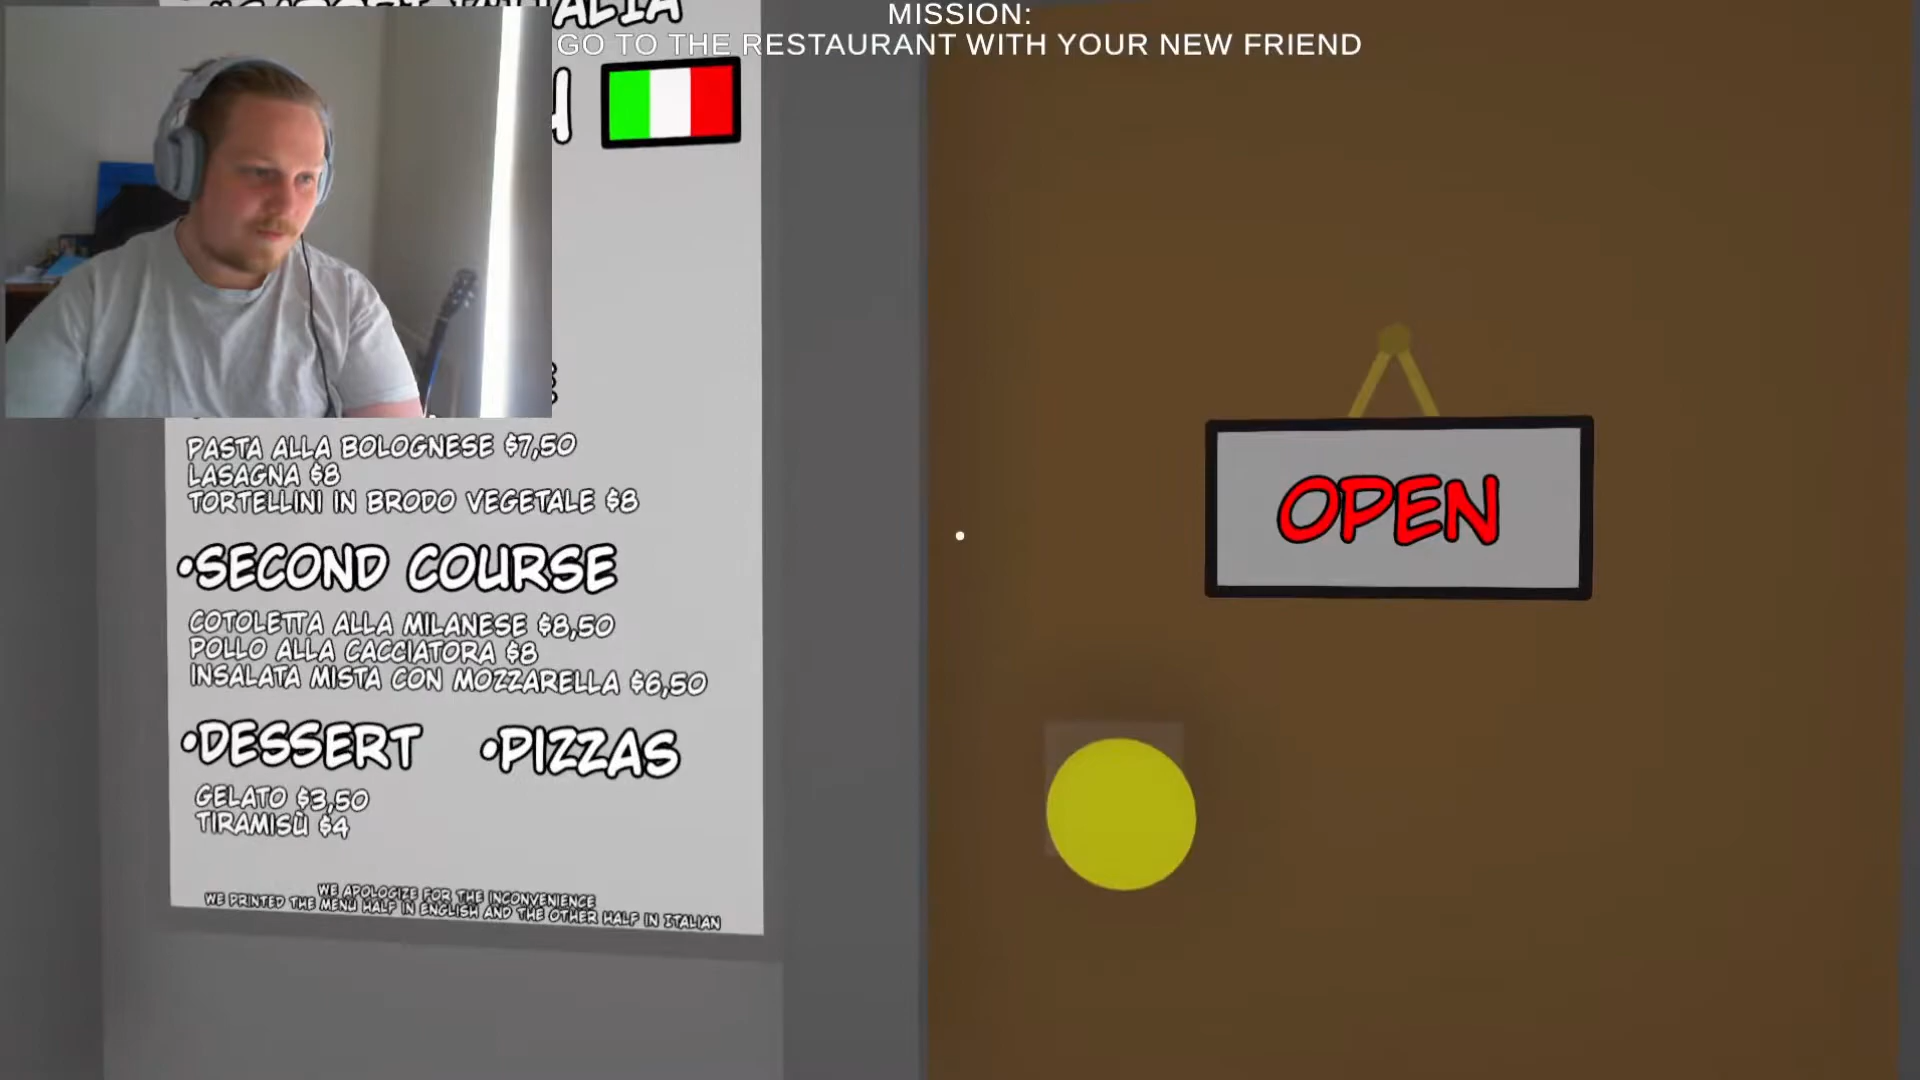 MISSION:
GO TO THE RESTAURANT WITH YOUR NEW FRIEND
PASTA ALLA BOLOGNESE $7,50
LASAGNA $8
TORTELLINI IN BRODO VEGETALE $8
•SECOND COURSE
COTOLETTA ALLA MILANESE $8,50
POLLO ALLA CACCIATORA $8
INSALATA MISTA CON MOZZARELLA $6,50
•DESSERT •PIZZAS
GELATO $3,50
TIRAMISÙ $4
WE APOLOGIZE FOR THE INCONVENIENCE
WE PRINTED THE MENU HALF IN ENGLISH AND THE OTHER HALF IN ITALIAN
OPEN